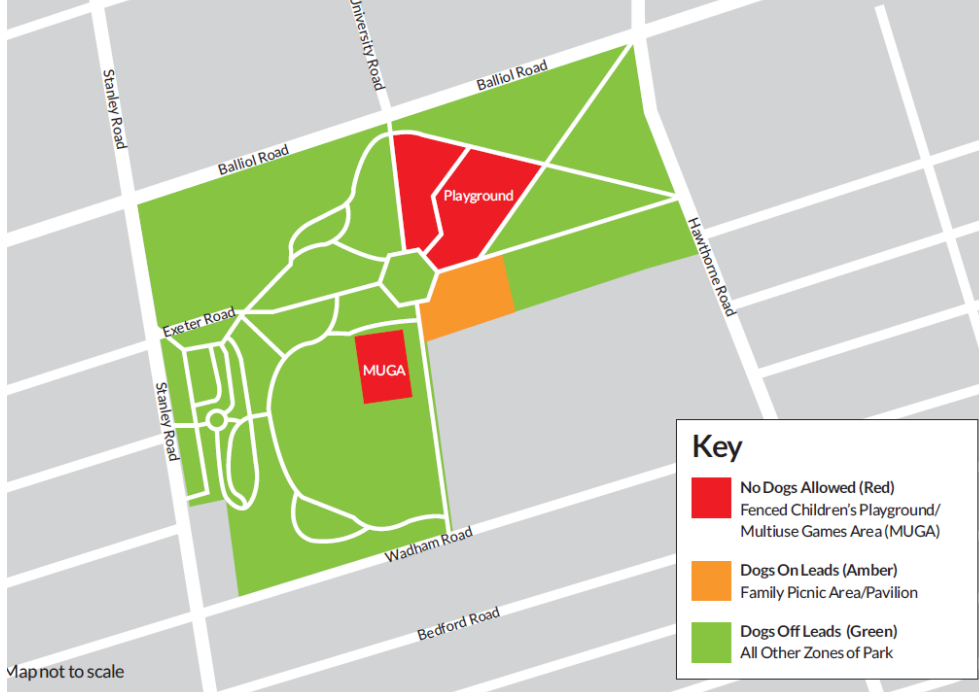 University Road
Balliol Road
Stanley Road
Balliol Road
Playground
Hawthorne Road
Exeter Road
MUGA
Stanley Road
Wadham Road
Bedford Road
Map not to scale
Key
No Dogs Allowed (Red)
Fenced Children's Playground/
Multiuse Games Area (MUGA)
Dogs On Leads (Amber)
Family Picnic Area/Pavilion
Dogs Off Leads (Green)
All Other Zones of Park